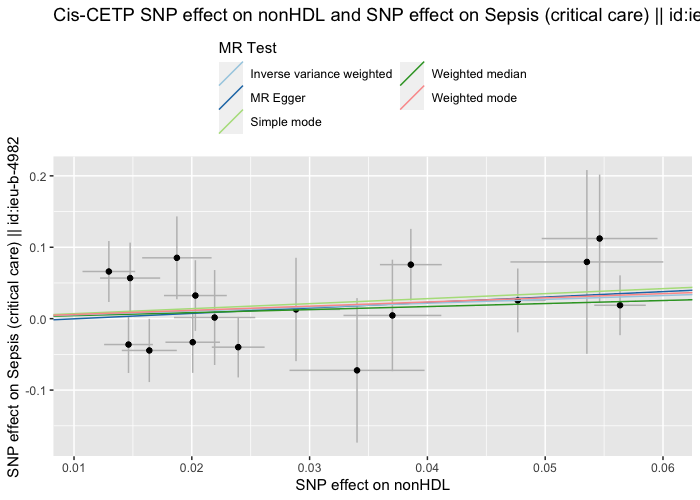 Cis-CETP SNP effect on nonHDL and SNP effect on Sepsis (critical care) || id:ie
MR Test
Inverse variance weighted
Weighted median
MR Egger
Weighted mode
Simple mode
SNP effect on Sepsis (critical care) || id:ieu-b-4982
0.2
0.1
0.0
-0.1
0.01 0.02 0.03 0.04 0.05 0.06
SNP effect on nonHDL